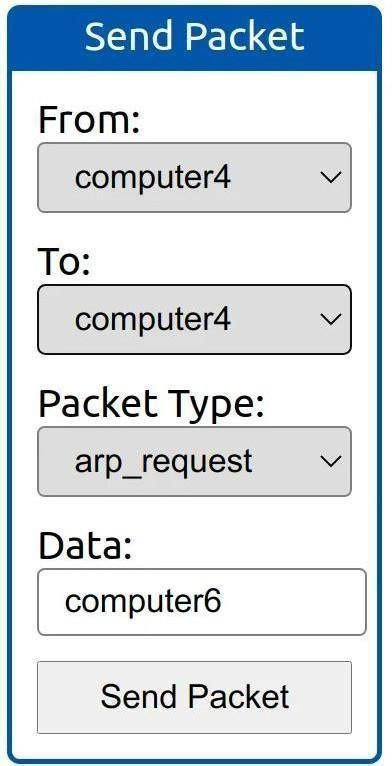 Send Packet
From:
computer4
To:
computer4
Packet Type:
arp_request
Data:
computer6
Send Packet